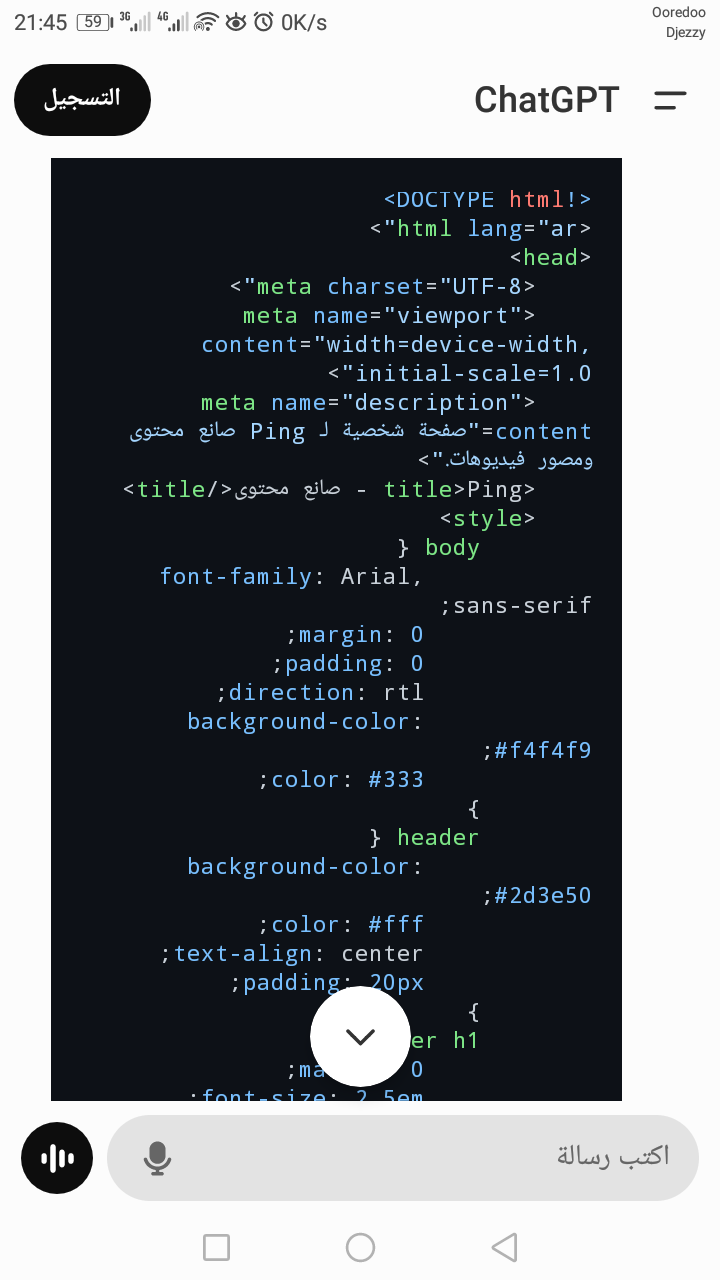 21:45 59 3G 4G 0K/s
Ooredoo
Djezzy
التسجيل
ChatGPT
<!DOCTYPE html>
<html lang="ar">
<head>
<meta charset="UTF-8">
<meta name="viewport"
content="width=device-width,
initial-scale=1.0">
<meta name="description"
content="صفحة شخصية لـ Ping صانع محتوى
ومصور فيديوهات.">
<title>Ping - صانع محتوى</title>
<style>
body {
font-family: Arial,
sans-serif;
margin: 0;
padding: 0;
direction: rtl;
background-color:
#f4f4f9;
color: #333;
}
header {
background-color:
#2d3e50;
color: #fff;
text-align: center;
padding: 20px;
}
er h1
ma 0;
font-size: 2.5em;
اكتب رسالة